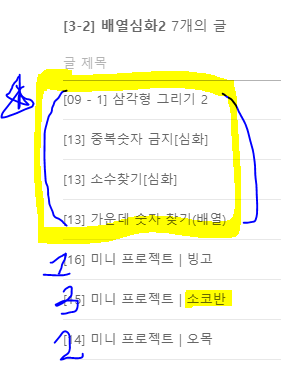 [3-2] 배열심화2 7개의 글
글 제목
[09 - 1] 삼각형 그리기 2
[13] 중복숫자 금지[심화]
[13] 소수찾기[심화]
[13] 가운데 숫자 찾기(배열)
1 [16] 미니 프로젝트 | 빙고
3 [15] 미니 프로젝트 | 소코반
2 [14] 미니 프로젝트 | 오목